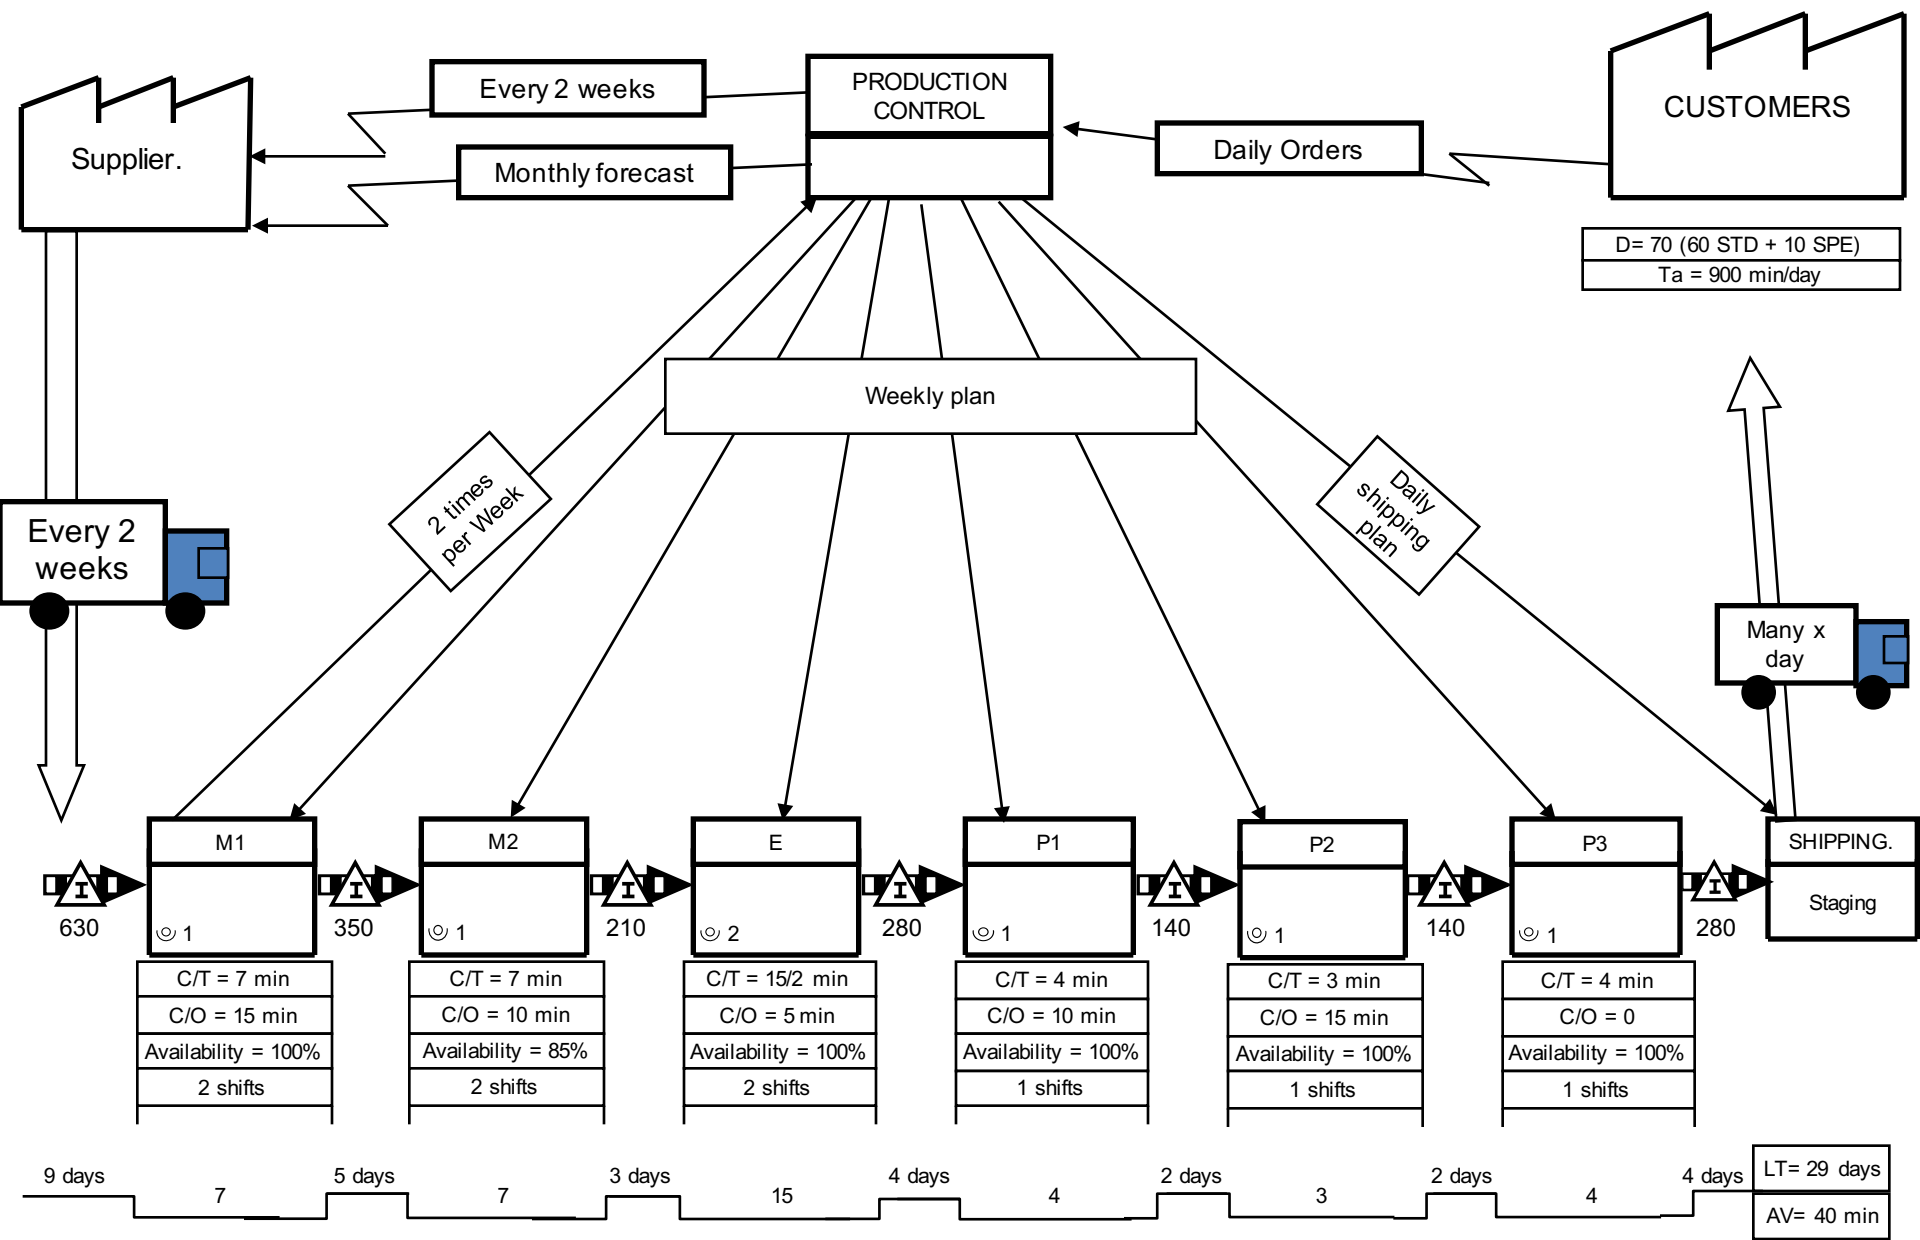 Every 2 weeks
PRODUCTION
CONTROL
CUSTOMERS
Supplier.
Monthly forecast
Daily Orders
D= 70 (60 STD + 10 SPE)
Ta = 900 min/day
Weekly plan
2 times
per Week
Daily
shipping
plan
Every 2
weeks
Many x
day
M1
M2
E
P1
P2
P3
SHIPPING.
I
I
I
I
I
I
I
Staging
630
1
350
1
210
2
280
1
140
1
140
1
280
C/T = 7 min
C/O = 15 min
Availability = 100%
2 shifts
C/T = 7 min
C/O = 10 min
Availability = 85%
2 shifts
C/T = 15/2 min
C/O = 5 min
Availability = 100%
2 shifts
C/T = 4 min
C/O = 10 min
Availability = 100%
1 shifts
C/T = 3 min
C/O = 15 min
Availability = 100%
1 shifts
C/T = 4 min
C/O = 0
Availability = 100%
1 shifts
9 days
7
5 days
7
3 days
15
4 days
4
2 days
3
2 days
4
4 days
LT= 29 days
AV= 40 min